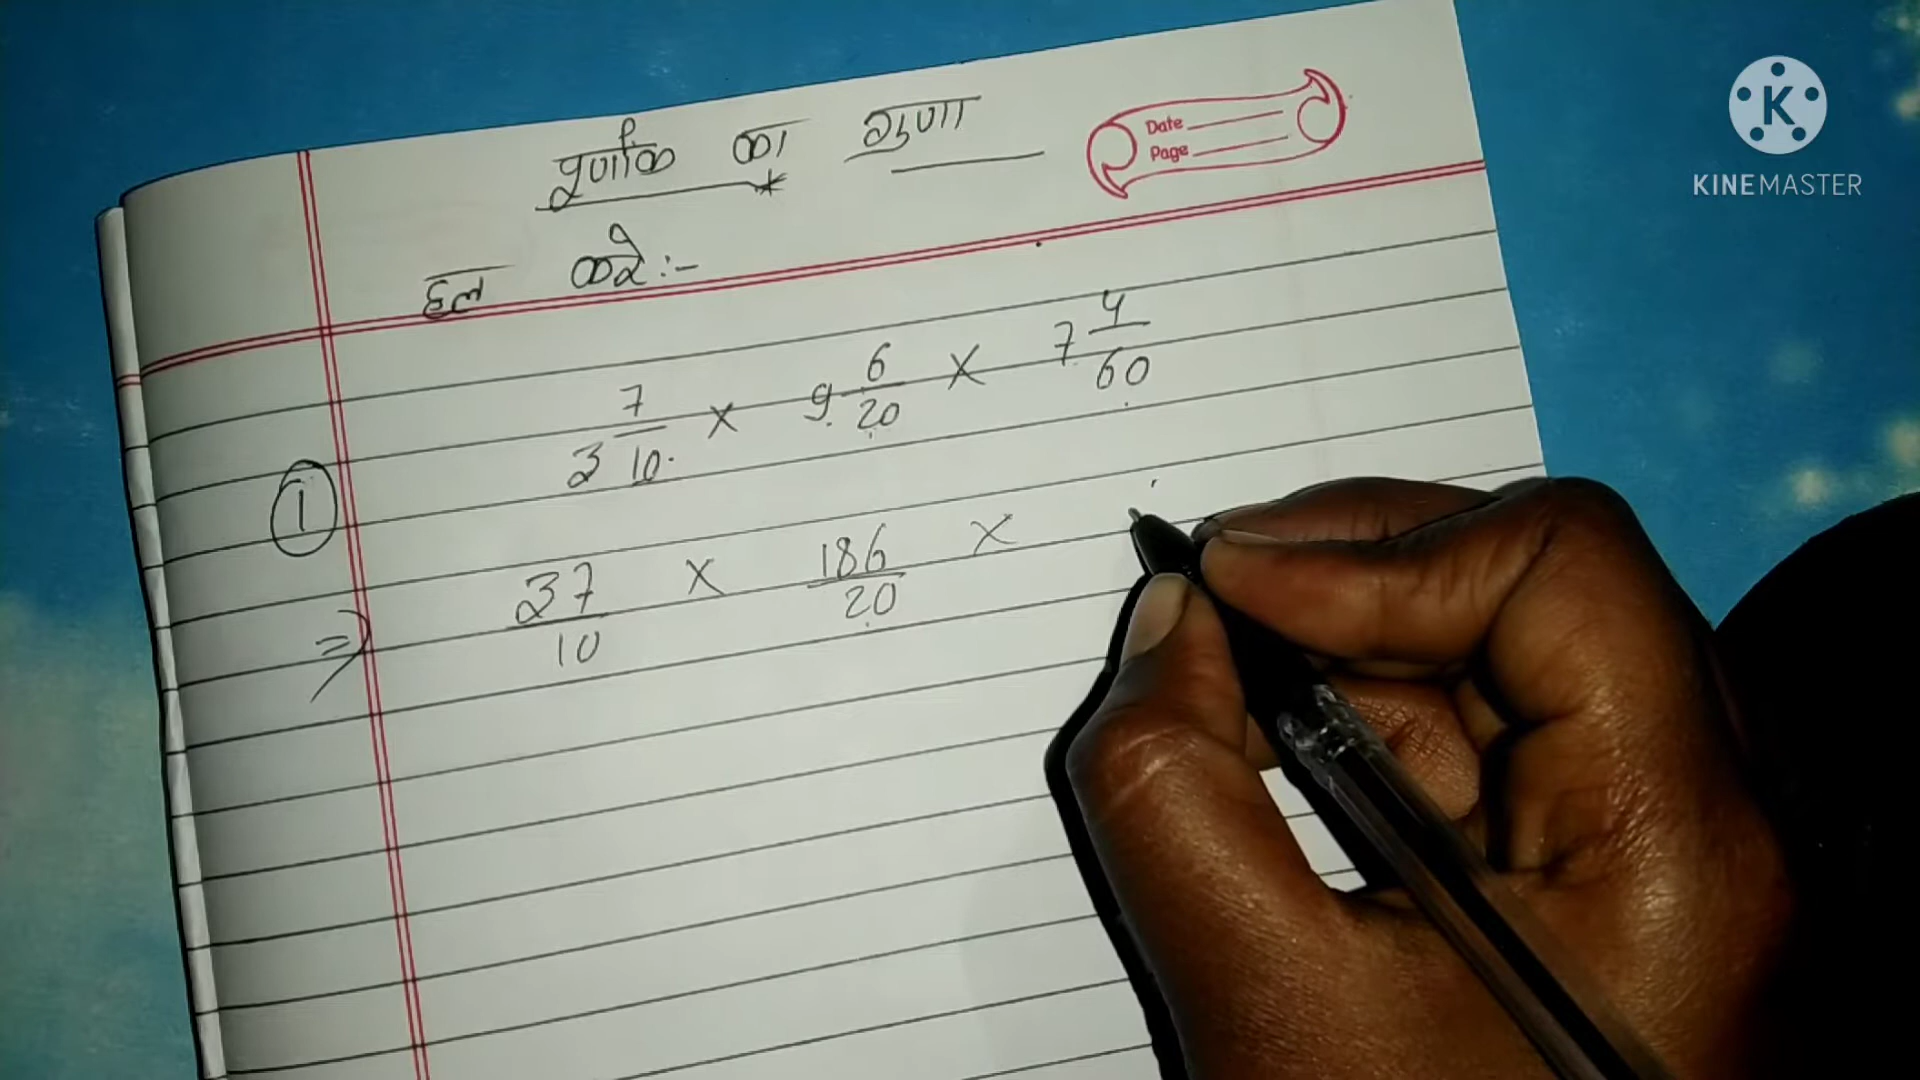 पूर्णांक का गुणा
Date
Page
हल करे :-
① 3 7/10 × 9 6/20 × 7 4/60
⇒ 37/10 × 186/20 ×
K
KINEMASTER